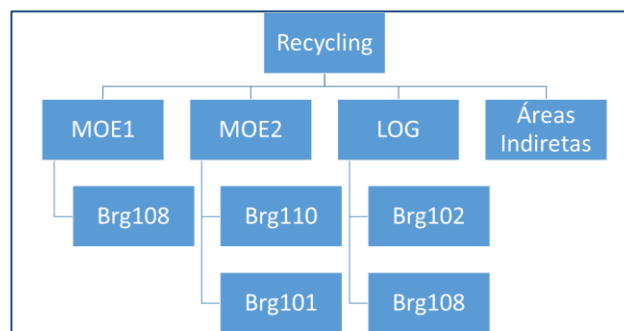 Recycling
MOE1
MOE2
LOG
Áreas
Indiretas
Brg108
Brg110
Brg102
Brg101
Brg108